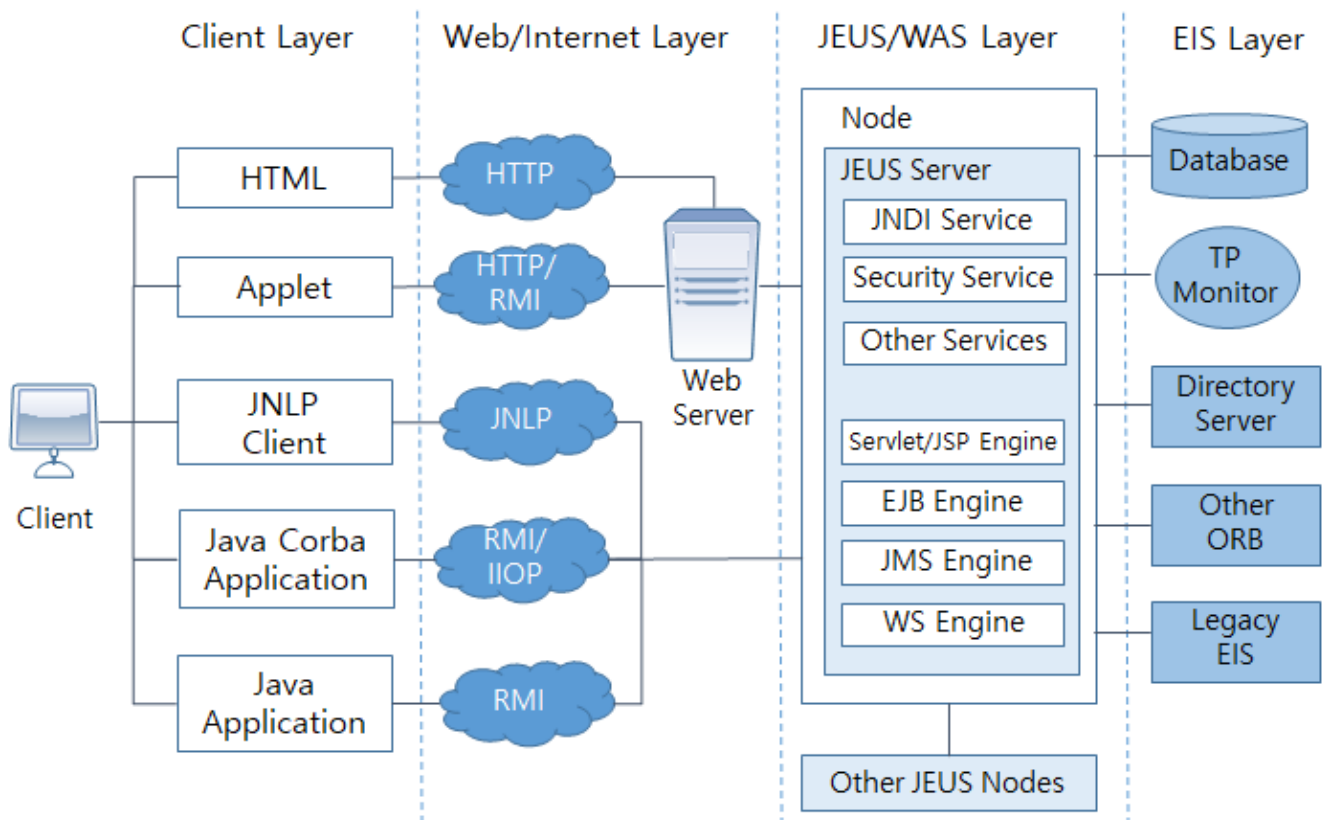 Client Layer
Web/Internet Layer
JEUS/WAS Layer
EIS Layer
Client
HTML
Applet
JNLP
Client
Java Corba
Application
Java
Application
HTTP
HTTP/
RMI
JNLP
RMI/
IIOP
RMI
Web
Server
Node
JEUS Server
JNDI Service
Security Service
Other Services
Servlet/JSP Engine
EJB Engine
JMS Engine
WS Engine
Other JEUS Nodes
Database
TP
Monitor
Directory
Server
Other
ORB
Legacy
EIS